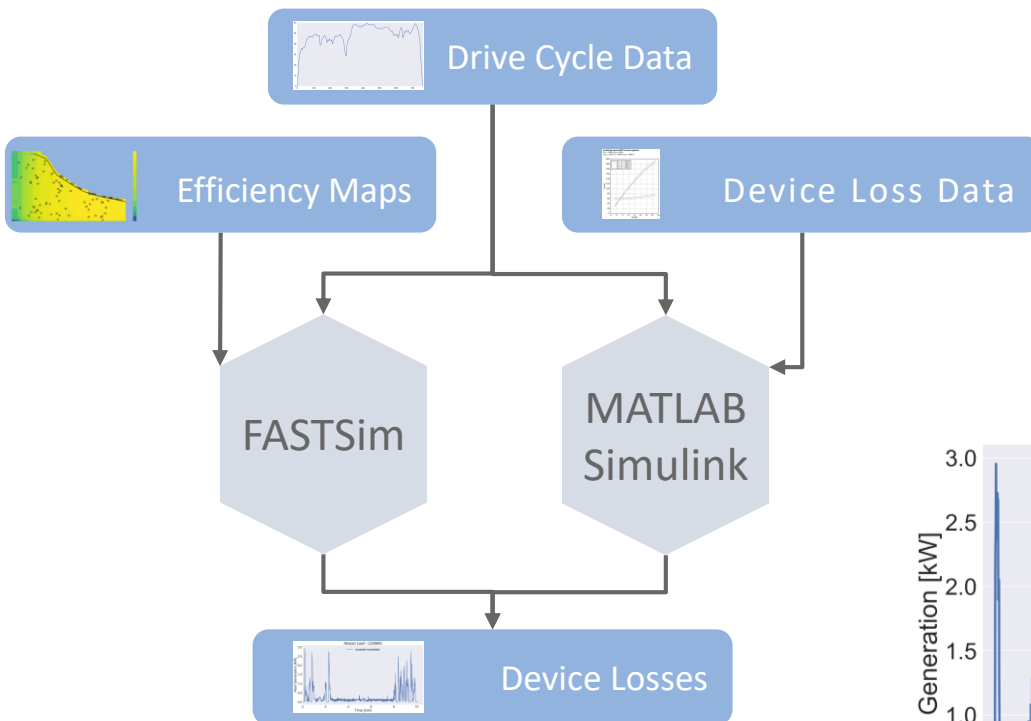 Drive Cycle Data
Efficiency Maps
Device Loss Data
FASTSim
MATLAB
Simulink
Device Losses
3.0
2.5
2.0
1.5
1.0
Generation [kW]